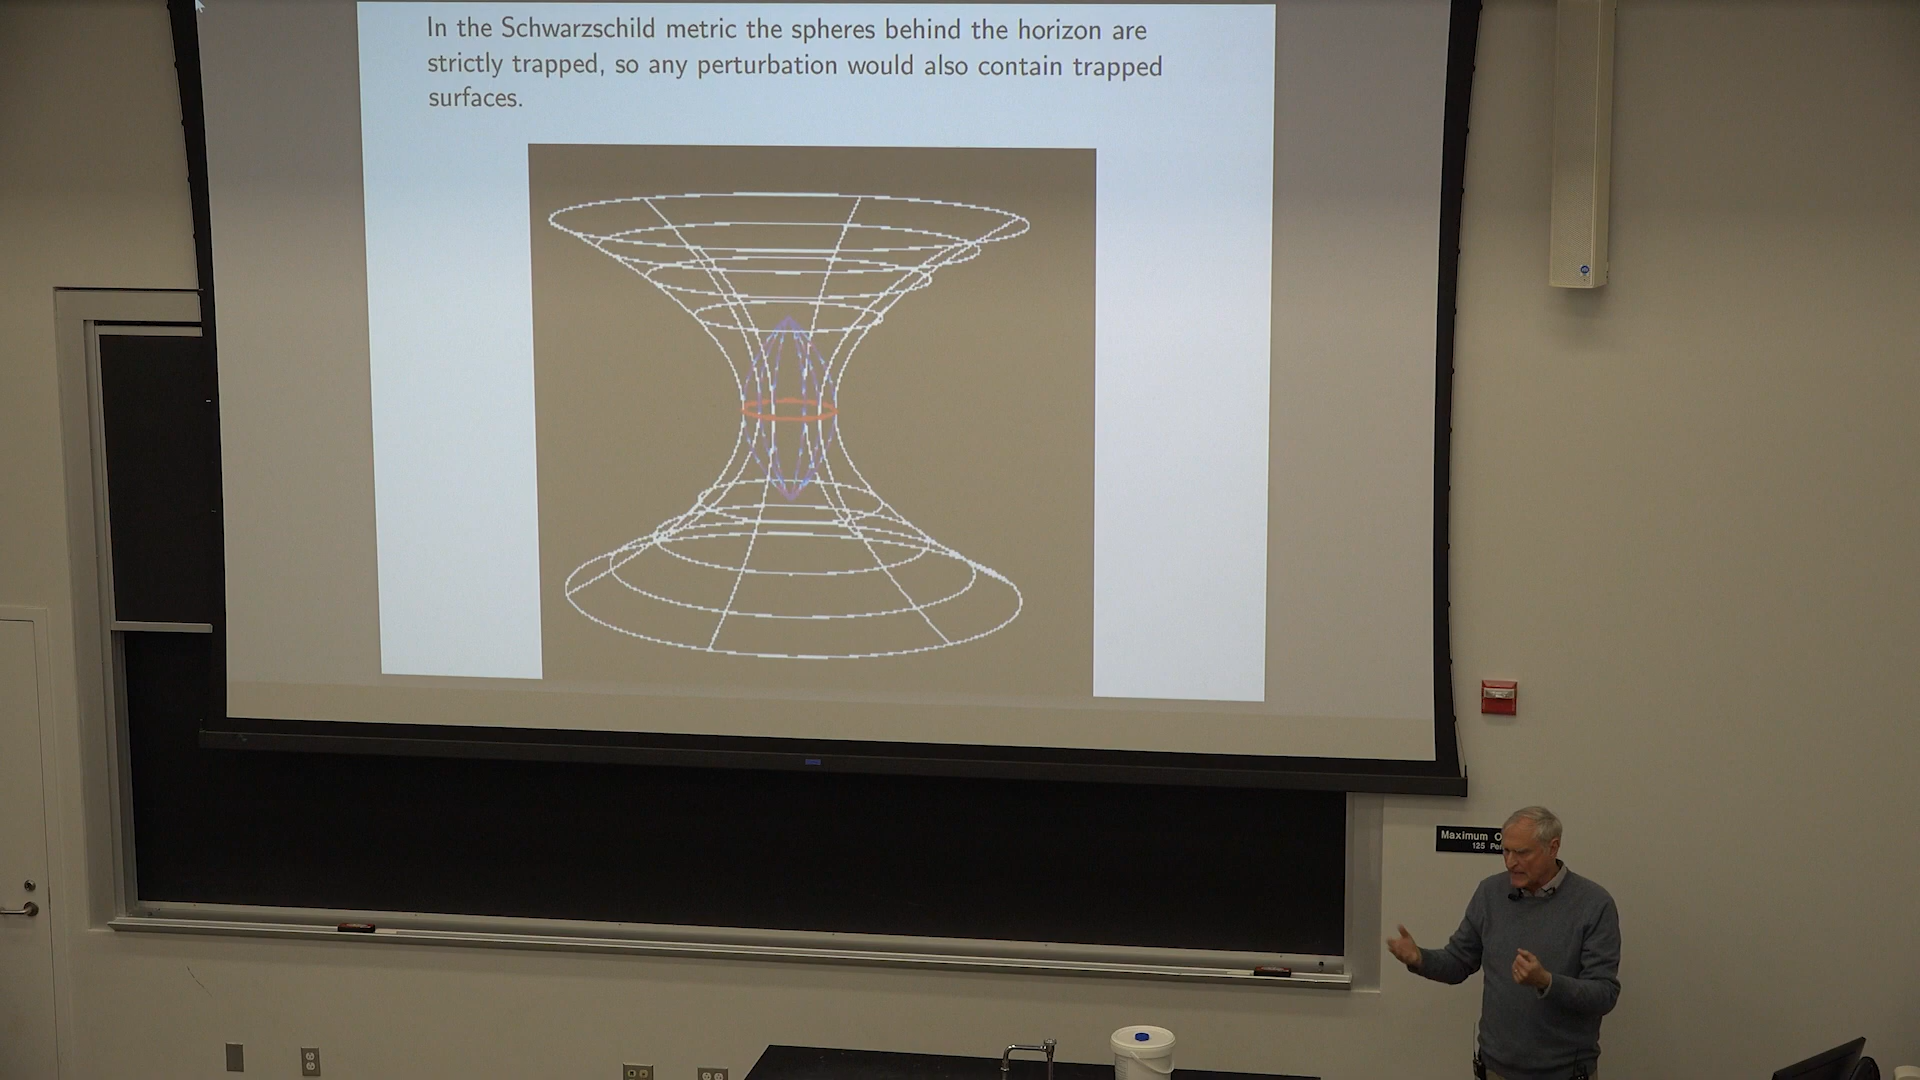 In the Schwarzschild metric the spheres behind the horizon are
strictly trapped, so any perturbation would also contain trapped
surfaces.
Maximum
125